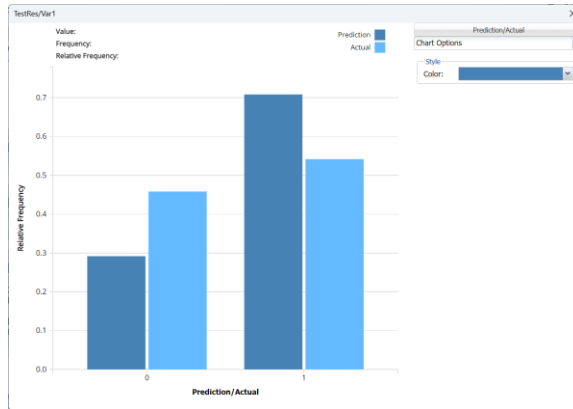 TestRes/Var1
Value:
Frequency:
Relative Frequency:
Prediction
Actual
Prediction/Actual
Chart Options
Style
Color:
Relative Frequency
0.7
0.6
0.5
0.4
0.3
0.2
0.1
0.0
0
1
Prediction/Actual